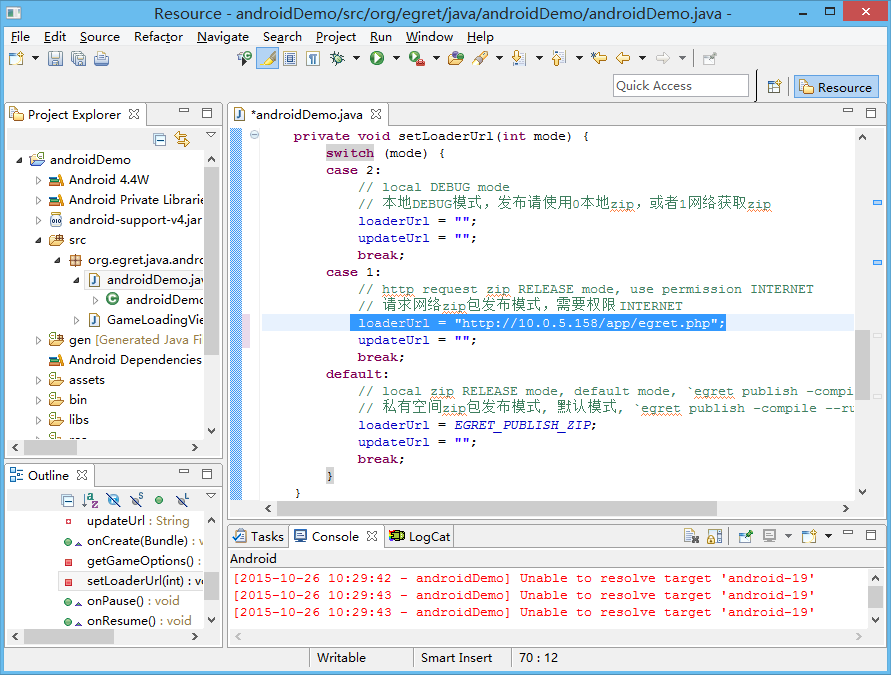 Resource - androidDemo/src/org/egret/java/androidDemo/androidDemo.java -
File Edit Source Refactor Navigate Search Project Run Window Help
Quick Access
Resource
Project Explorer
androidDemo
Android 4.4W
Android Private Librarie
android-support-v4.jar
src
org.egret.java.andro
androidDemo.jav
androidDemo
GameLoadingVie
gen [Generated Java Fi
Android Dependencies
assets
bin
libs
Outline
updateUrl : String
onCreate(Bundle) : v
getGameOptions() :
setLoaderUrl(int) : vo
onPause() : void
onResume() : void
*androidDemo.java
private void setLoaderUrl(int mode) {
switch (mode) {
case 2:
// local DEBUG mode
// 本地DEBUG模式，发布请使用0本地zip，或者1网络获取zip
loaderUrl = "";
updateUrl = "";
break;
case 1:
// http request zip RELEASE mode, use permission INTERNET
// 请求网络zip包发布模式，需要权限 INTERNET
loaderUrl = "http://10.0.5.158/app/egret.php";
updateUrl = "";
break;
default:
// local zip RELEASE mode, default mode, `egret publish -compi
// 私有空间zip包发布模式, 默认模式, `egret publish -compile --ru
loaderUrl = EGRET_PUBLISH_ZIP;
updateUrl = "";
break;
}
}
Tasks Console LogCat
Android
[2015-10-26 10:29:42 - androidDemo] Unable to resolve target 'android-19'
[2015-10-26 10:29:43 - androidDemo] Unable to resolve target 'android-19'
[2015-10-26 10:29:43 - androidDemo] Unable to resolve target 'android-19'
Writable Smart Insert 70 : 12